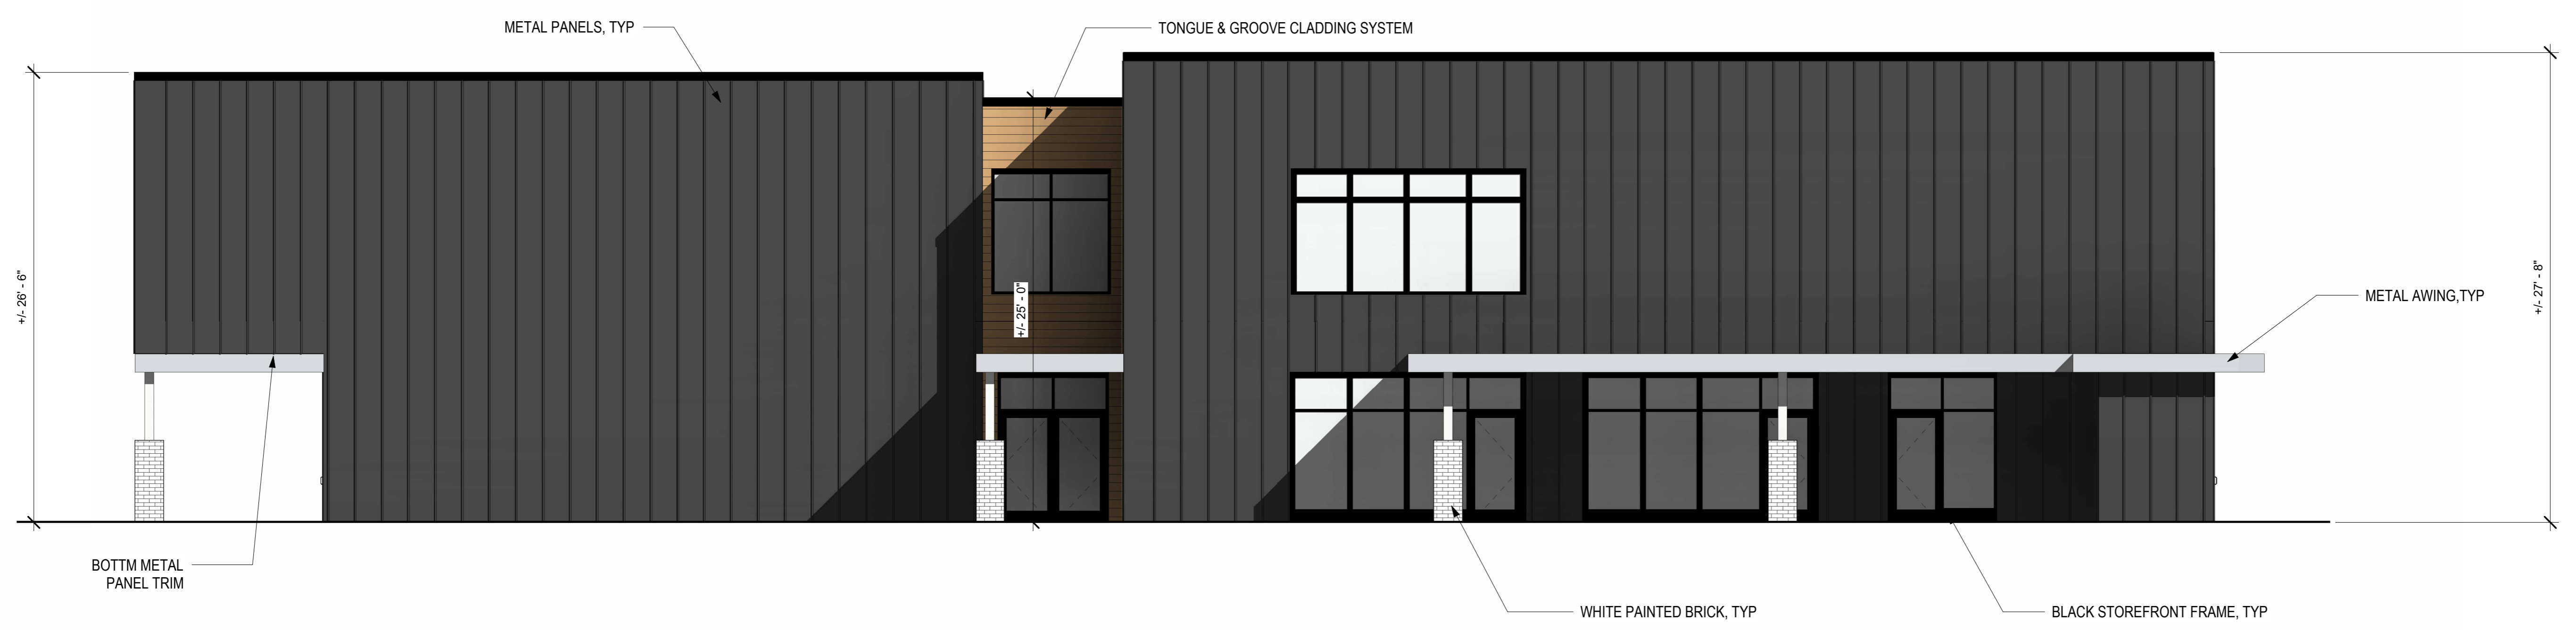 METAL PANELS, TYP
TONGUE & GROOVE CLADDING SYSTEM
+/- 26' - 6"
+/- 25' - 0"
+/- 27' - 8"
METAL AWING,TYP
BOTTM METAL
PANEL TRIM
WHITE PAINTED BRICK, TYP
BLACK STOREFRONT FRAME, TYP